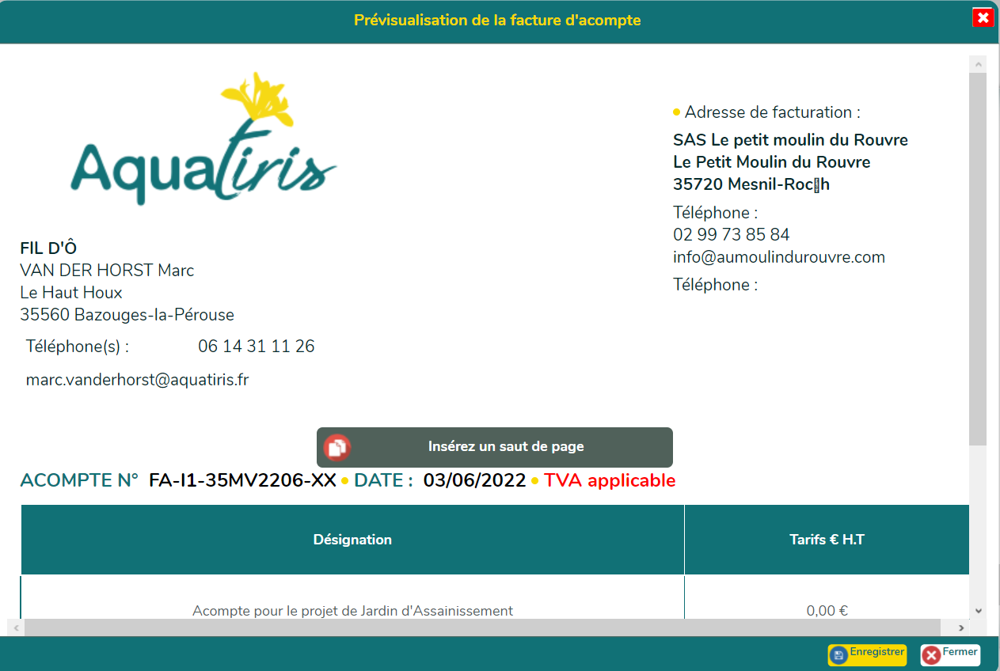 Prévisualisation de la facture d'acompte
Aquatiris
Adresse de facturation :
SAS Le petit moulin du Rouvre
Le Petit Moulin du Rouvre
35720 Mesnil-Roc▯h
Téléphone :
02 99 73 85 84
info@aumoulindurouvre.com
Téléphone :
FIL D'Ô
VAN DER HORST Marc
Le Haut Houx
35560 Bazouges-la-Pérouse
Téléphone(s) : 06 14 31 11 26
marc.vanderhorst@aquatiris.fr
Insérez un saut de page
ACOMPTE N° FA-I1-35MV2206-XX • DATE : 03/06/2022 • TVA applicable
Désignation Tarifs € H.T
Acompte pour le projet de Jardin d'Assainissement 0,00 €
Enregistrer Fermer